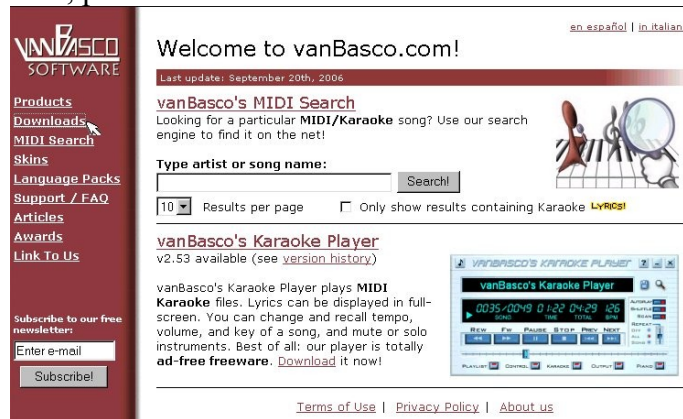 VANBASCO
SOFTWARE
Products
Downloads
MIDI Search
Skins
Language Packs
Support / FAQ
Articles
Awards
Link To Us
Subscribe to our free
newsletter:
Enter e-mail
Subscribe!
en español | in italian
Welcome to vanBasco.com!
Last update: September 20th, 2006
vanBasco's MIDI Search
Looking for a particular MIDI/Karaoke song? Use our search
engine to find it on the net!
Type artist or song name:
Search!
10 Results per page Only show results containing Karaoke LYRICS!
vanBasco's Karaoke Player
v2.53 available (see version history)
vanBasco's Karaoke Player plays MIDI
Karaoke files. Lyrics can be displayed in full-
screen. You can change and recall tempo,
volume, and key of a song, and mute or solo
instruments. Best of all: our player is totally
ad-free freeware. Download it now!
VANBASCO'S KARAOKE PLAYER
vanBasco's Karaoke Player
0035/0049 01:22 04:29 126
SONG TIME TOTAL BPM
REW FW PAUSE STOP PREV NEXT
REPEAT
PLAYLIST CONTROL KARAOKE OUTPUT PIANO
Terms of Use | Privacy Policy | About us